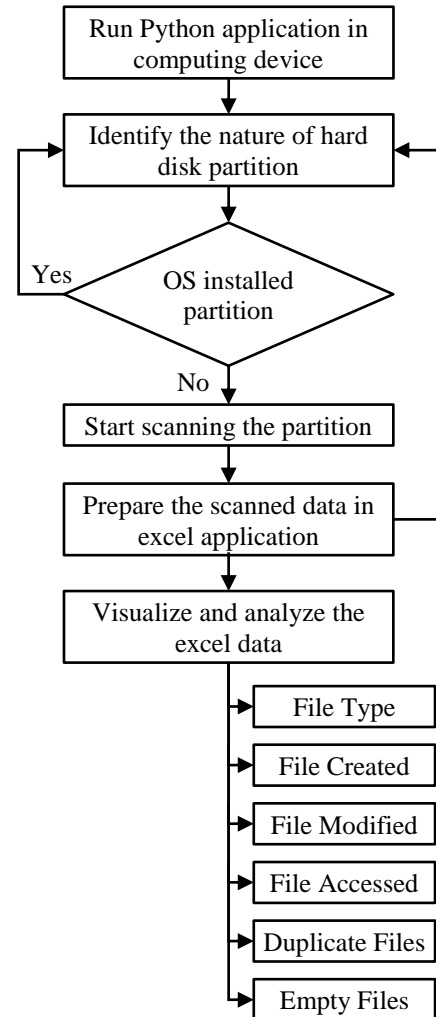 Run Python application in
computing device
Identify the nature of hard
disk partition
Yes
OS installed
partition
No
Start scanning the partition
Prepare the scanned data in
excel application
Visualize and analyze the
excel data
File Type
File Created
File Modified
File Accessed
Duplicate Files
Empty Files